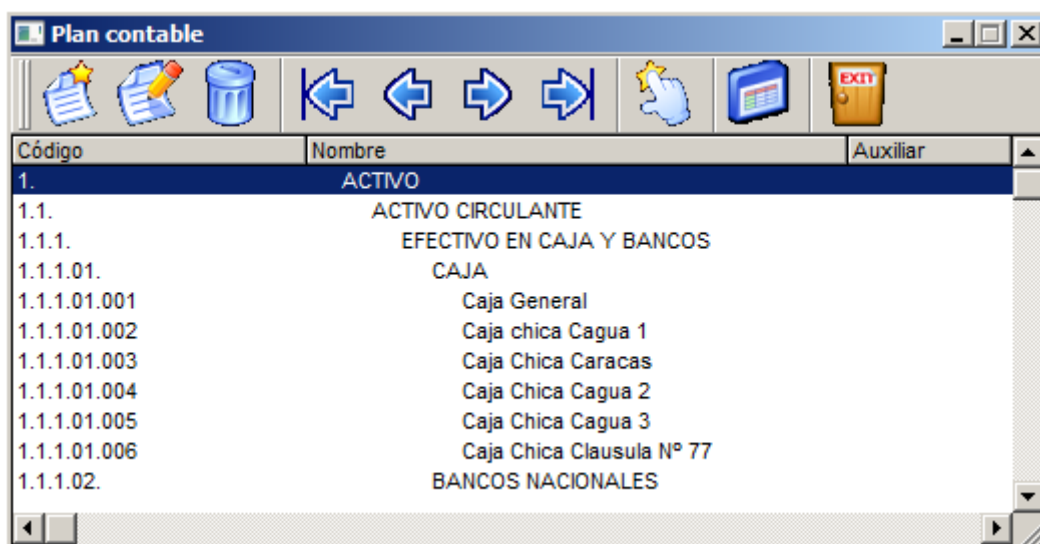 Plan contable
EXIT
Código Nombre Auxiliar
1. ACTIVO
1.1. ACTIVO CIRCULANTE
1.1.1. EFECTIVO EN CAJA Y BANCOS
1.1.1.01. CAJA
1.1.1.01.001 Caja General
1.1.1.01.002 Caja chica Cagua 1
1.1.1.01.003 Caja Chica Caracas
1.1.1.01.004 Caja Chica Cagua 2
1.1.1.01.005 Caja Chica Cagua 3
1.1.1.01.006 Caja Chica Clausula Nº 77
1.1.1.02. BANCOS NACIONALES